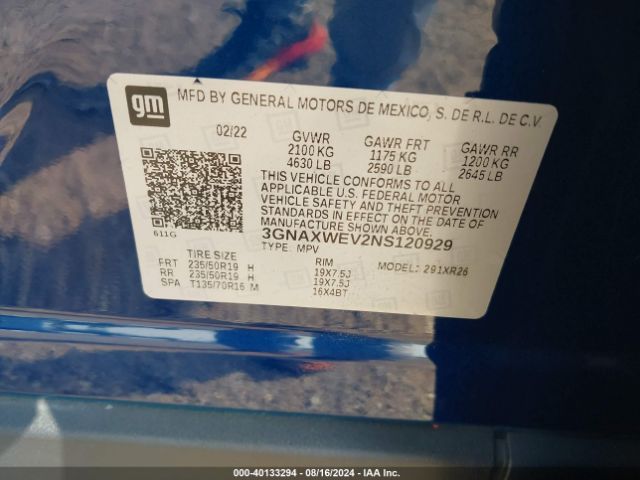 gm
MFD BY GENERAL MOTORS DE MEXICO, S. DE R.L. DE C.V.
02/22 GVWR GAWR FRT GAWR RR
2100 KG 1175 KG 1200 KG
4630 LB 2590 LB 2645 LB
THIS VEHICLE CONFORMS TO ALL
APPLICABLE U.S. FEDERAL MOTOR
VEHICLE SAFETY AND THEFT PREVENTION
STANDARDS IN EFFECT ON THE DATE OF
MANUFACTURE SHOWN ABOVE.
611G
3GNAXWEV2NS120929
TYPE: MPV
TIRE SIZE RIM MODEL: 291XR26
FRT 235/50R19 H 19X7.5J
RR 235/50R19 H 19X7.5J
SPA T135/70R16 M 16X4BT
000-40133294 - 08/16/2024 - IAA Inc.